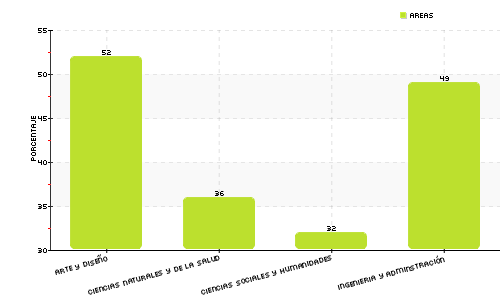 AREAS
55
52
50
49
45
PORCENTAJE
40
36
35
32
30
ARTE Y DISEÑO
CIENCIAS NATURALES Y DE LA SALUD
CIENCIAS SOCIALES Y HUMANIDADES
INGENIERIA Y ADMINSTRACIÓN